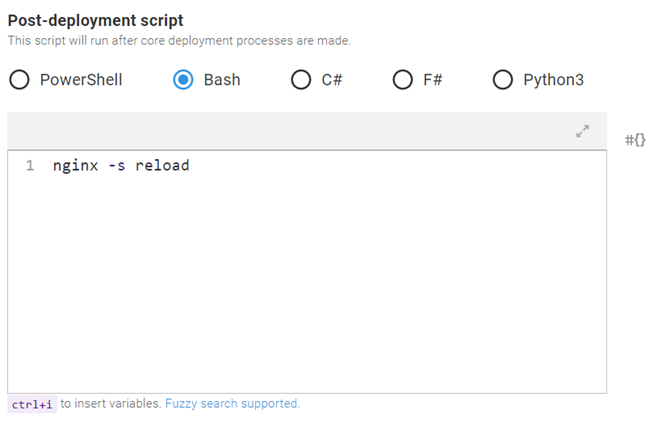 Post-deployment script
This script will run after core deployment processes are made.
PowerShell Bash C# F# Python3
#{}
1 nginx -s reload
ctrl+i to insert variables. Fuzzy search supported.